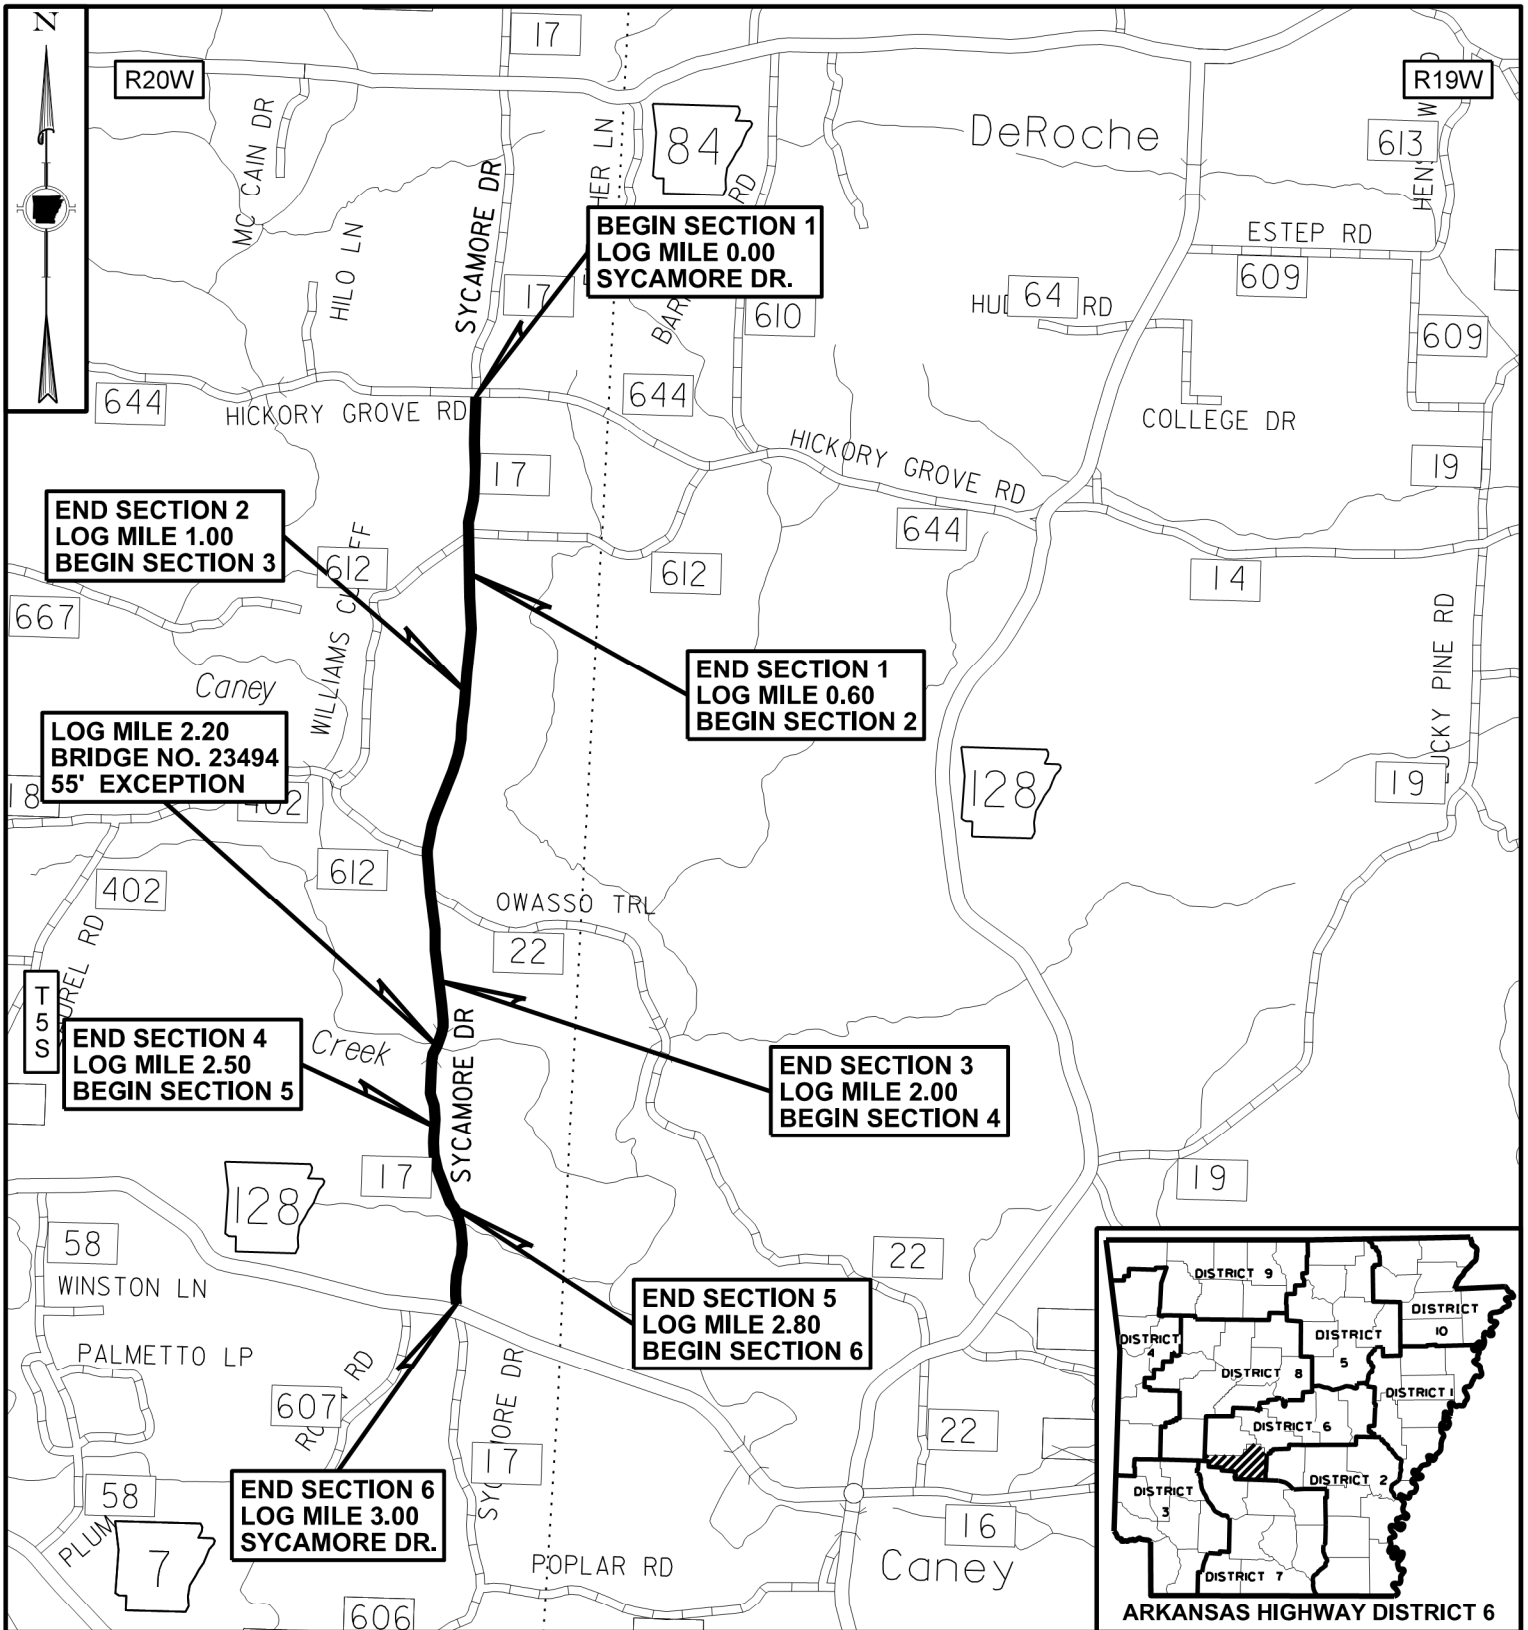 N
17
R20W
R19W
MC CAIN DR
84
DeRoche
613
SYCAMORE DR
HILO LN
RD
BEGIN SECTION 1
LOG MILE 0.00
SYCAMORE DR.
ESTEP RD
609
17
610
64
RD
609
644
HICKORY GROVE RD
644
COLLEGE DR
HICKORY GROVE RD
17
19
END SECTION 2
LOG MILE 1.00
BEGIN SECTION 3
612
644
612
14
667
Caney
END SECTION 1
LOG MILE 0.60
BEGIN SECTION 2
LOG MILE 2.20
BRIDGE NO. 23494
55' EXCEPTION
PINE RD
128
19
18
402
612
402
OWASSO TRL
22
RD
T
5
S
END SECTION 4
LOG MILE 2.50
BEGIN SECTION 5
Creek
SYCAMORE DR
END SECTION 3
LOG MILE 2.00
BEGIN SECTION 4
17
19
128
58
WINSTON LN
22
END SECTION 5
LOG MILE 2.80
BEGIN SECTION 6
PALMETTO LP
607
RD
22
17
58
PLUM
7
END SECTION 6
LOG MILE 3.00
SYCAMORE DR.
16
Caney
POPLAR RD
606
DISTRICT 9
DISTRICT
10
DISTRICT
4
DISTRICT
5
DISTRICT 8
DISTRICT 1
DISTRICT 6
DISTRICT 2
DISTRICT
3
DISTRICT 7
ARKANSAS HIGHWAY DISTRICT 6